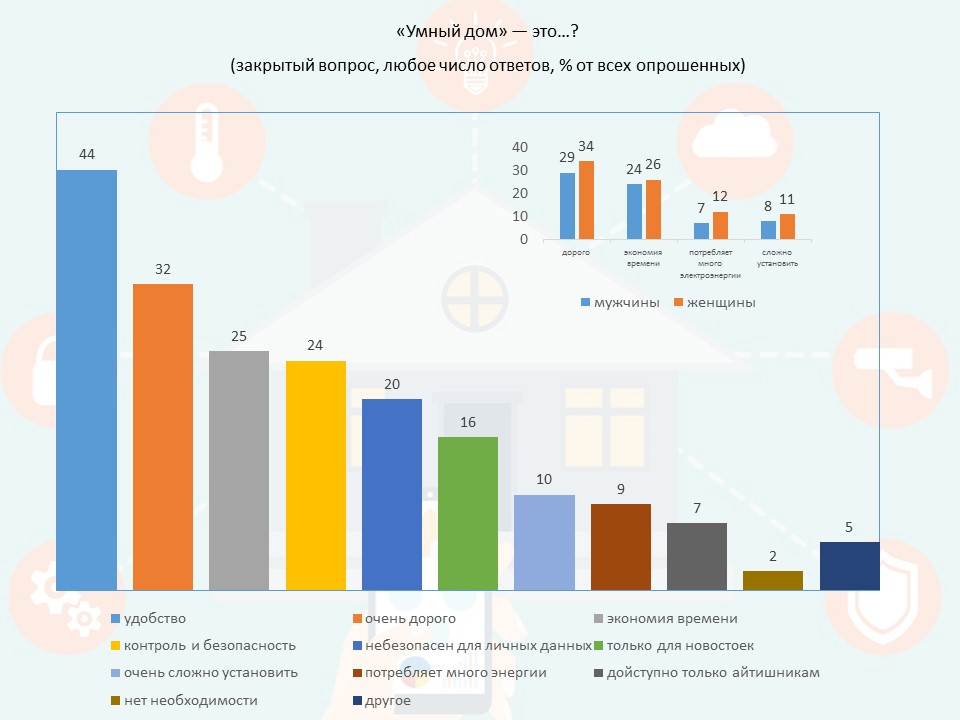 «Умный дом» — это…?
(закрытый вопрос, любое число ответов, % от всех опрошенных)
44
32
25
24
20
16
10
9
7
2
5
40
30
20
10
0
29
34
24
26
7
12
8
11
дорого
экономия
времени
потребляет
много
электроэнергии
сложно
установить
мужчины
женщины
удобство
очень дорого
экономия времени
контроль и безопасность
небезопасен для личных данных
только для новостоек
очень сложно установить
потребляет много энергии
дойступно только айтишникам
нет необходимости
другое